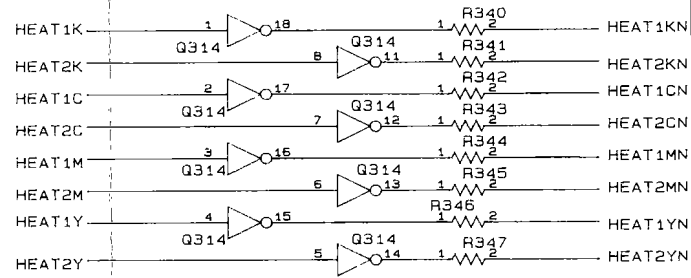 R340
HEAT1K 1 18 1 2 HEAT1KN
Q314 Q314 R341
HEAT2K 8 11 1 2 HEAT2KN
R342
HEAT1C 2 17 1 2 HEAT1CN
Q314 Q314 R343
HEAT2C 7 12 1 2 HEAT2CN
R344
HEAT1M 3 16 1 2 HEAT1MN
Q314 Q314 R345
HEAT2M 6 13 1 2 HEAT2MN
R346
HEAT1Y 4 15 1 2 HEAT1YN
Q314 Q314 R347
HEAT2Y 5 14 1 2 HEAT2YN